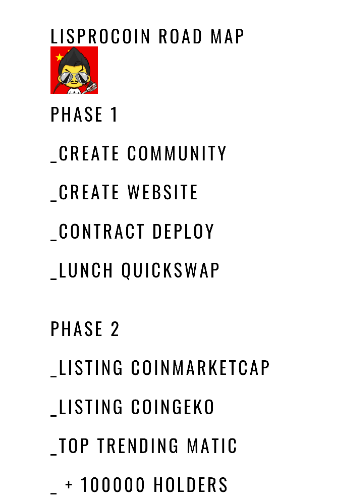 LISPROCOIN ROAD MAP
PHASE 1
_CREATE COMMUNITY
_CREATE WEBSITE
_CONTRACT DEPLOY
_LUNCH QUICKSWAP
PHASE 2
_LISTING COINMARKETCAP
_LISTING COINGEKO
_TOP TRENDING MATIC
_ + 100000 HOLDERS